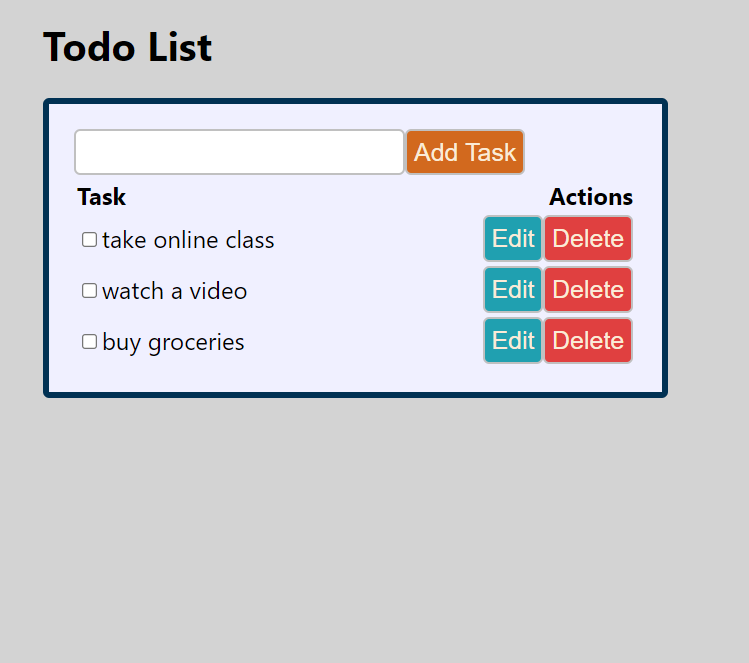 Todo List
Add Task
Task Actions
take online class Edit Delete
watch a video Edit Delete
buy groceries Edit Delete